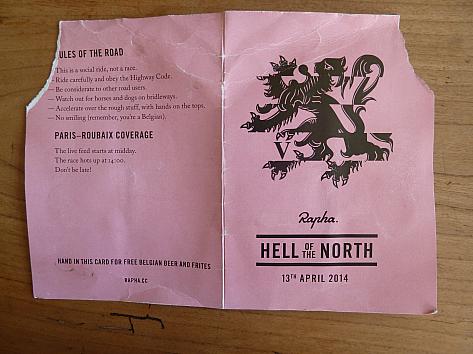 RULES OF THE ROAD
— This is a social ride, not a race.
— Ride carefully and obey the Highway Code.
— Be considerate to other road users.
— Watch out for horses and dogs on bridleways.
— Accelerate over the rough stuff, with hands on the tops.
— No smiling (remember, you're a Belgian).
PARIS–ROUBAIX COVERAGE
The live feed starts at midday.
The race hots up at 14:00.
Don't be late!
HAND IN THIS CARD FOR FREE BELGIAN BEER AND FRITES
RAPHA.CC
V
Rapha.
HELL OF THE NORTH
13TH APRIL 2014